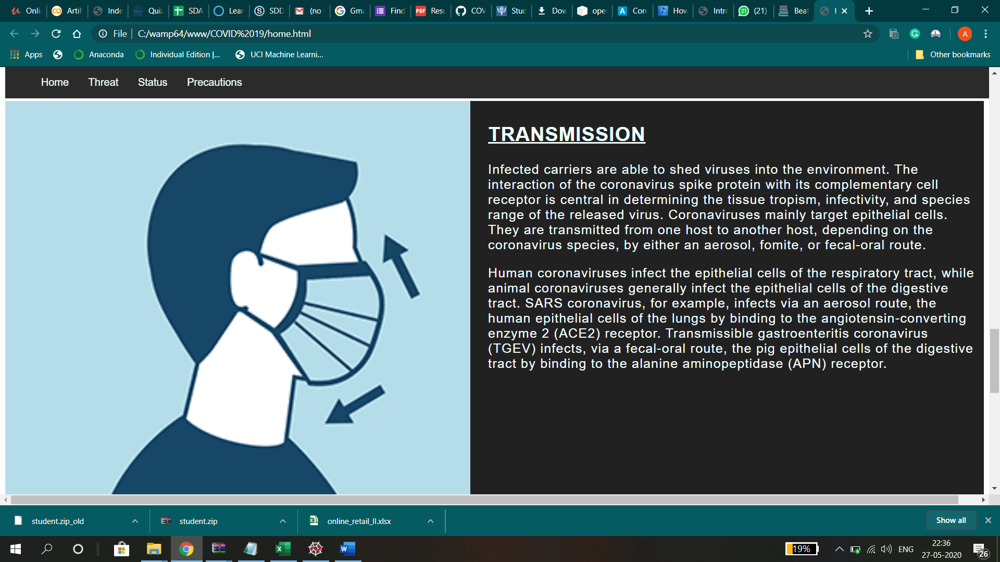 Onli
Artif
Inde
Quiz
SDA
Lear
SDD
(no
Gma
Find
PDF
Resu
COV
Stud
Dow
ope
A
Con
How
Intro
21
(21)
Beat
File
C:/wamp64/www/COVID%2019/home.html
A
Apps
Anaconda
Individual Edition |...
UCI Machine Learni...
Other bookmarks
Home
Threat
Status
Precautions
TRANSMISSION
Infected carriers are able to shed viruses into the environment. The
interaction of the coronavirus spike protein with its complementary cell
receptor is central in determining the tissue tropism, infectivity, and species
range of the released virus. Coronaviruses mainly target epithelial cells.
They are transmitted from one host to another host, depending on the
coronavirus species, by either an aerosol, fomite, or fecal-oral route.
Human coronaviruses infect the epithelial cells of the respiratory tract, while
animal coronaviruses generally infect the epithelial cells of the digestive
tract. SARS coronavirus, for example, infects via an aerosol route, the
human epithelial cells of the lungs by binding to the angiotensin-converting
enzyme 2 (ACE2) receptor. Transmissible gastroenteritis coronavirus
(TGEV) infects, via a fecal-oral route, the pig epithelial cells of the digestive
tract by binding to the alanine aminopeptidase (APN) receptor.
student.zip_old
student.zip
online_retail_II.xlsx
Show all
19%
ENG
22:36
27-05-2020
26